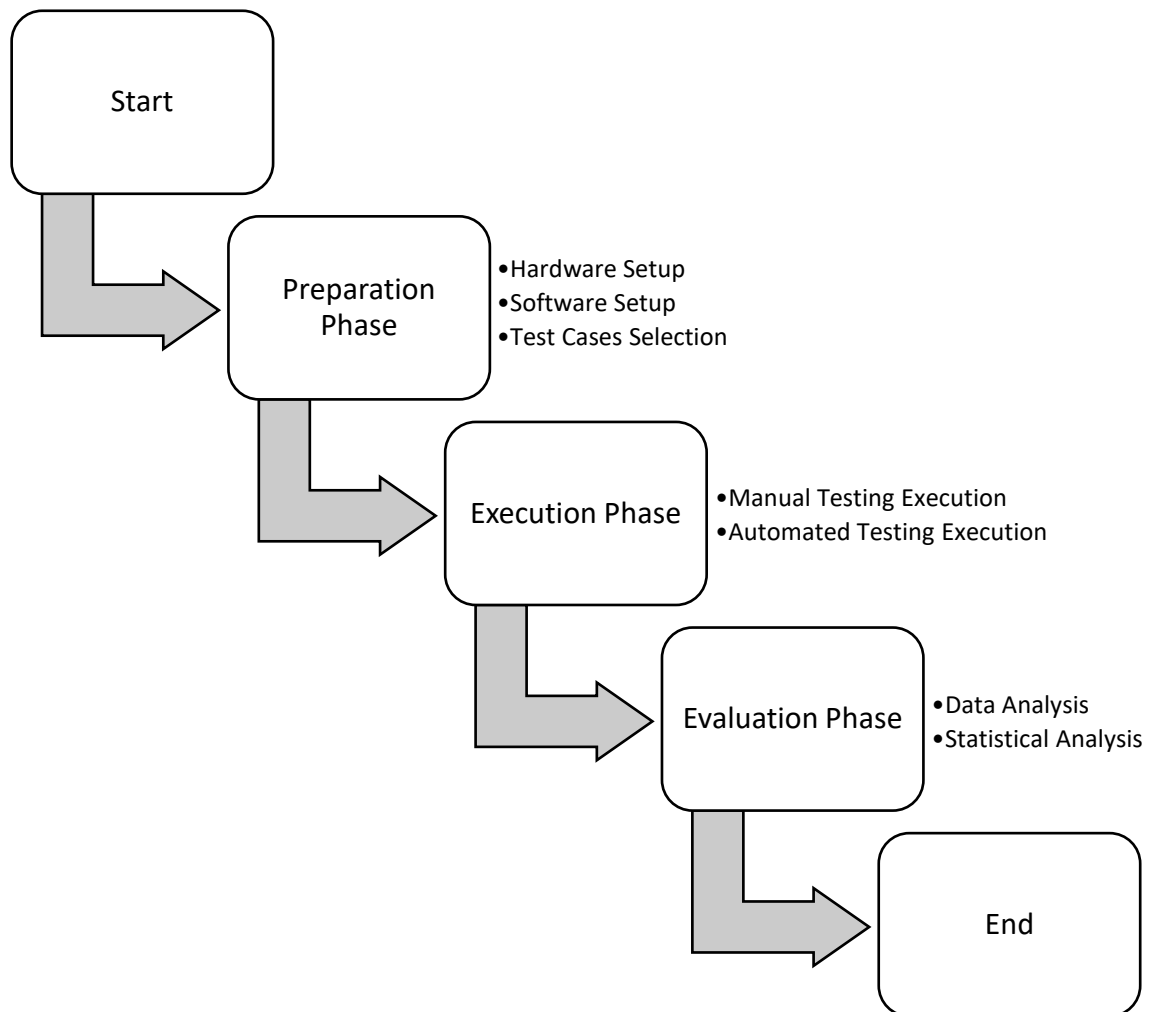 Start
Preparation
Phase
•Hardware Setup
•Software Setup
•Test Cases Selection
Execution Phase
•Manual Testing Execution
•Automated Testing Execution
Evaluation Phase
•Data Analysis
•Statistical Analysis
End